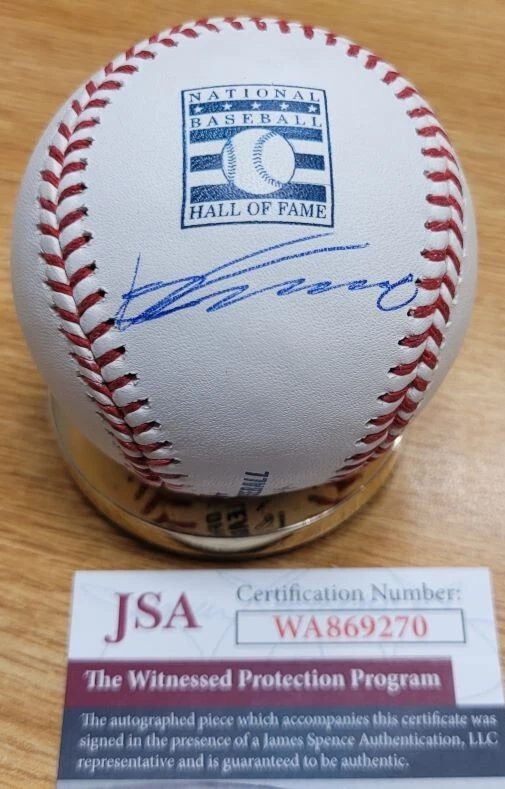 NATIONAL
BASEBALL
HALL OF FAME
BASEBALL
JSA
Certification Number:
WA869270
The Witnessed Protection Program
The autographed piece which accompanies this certificate was
signed in the presence of a James Spence Authentication, LLC
representative and is guaranteed to be authentic.